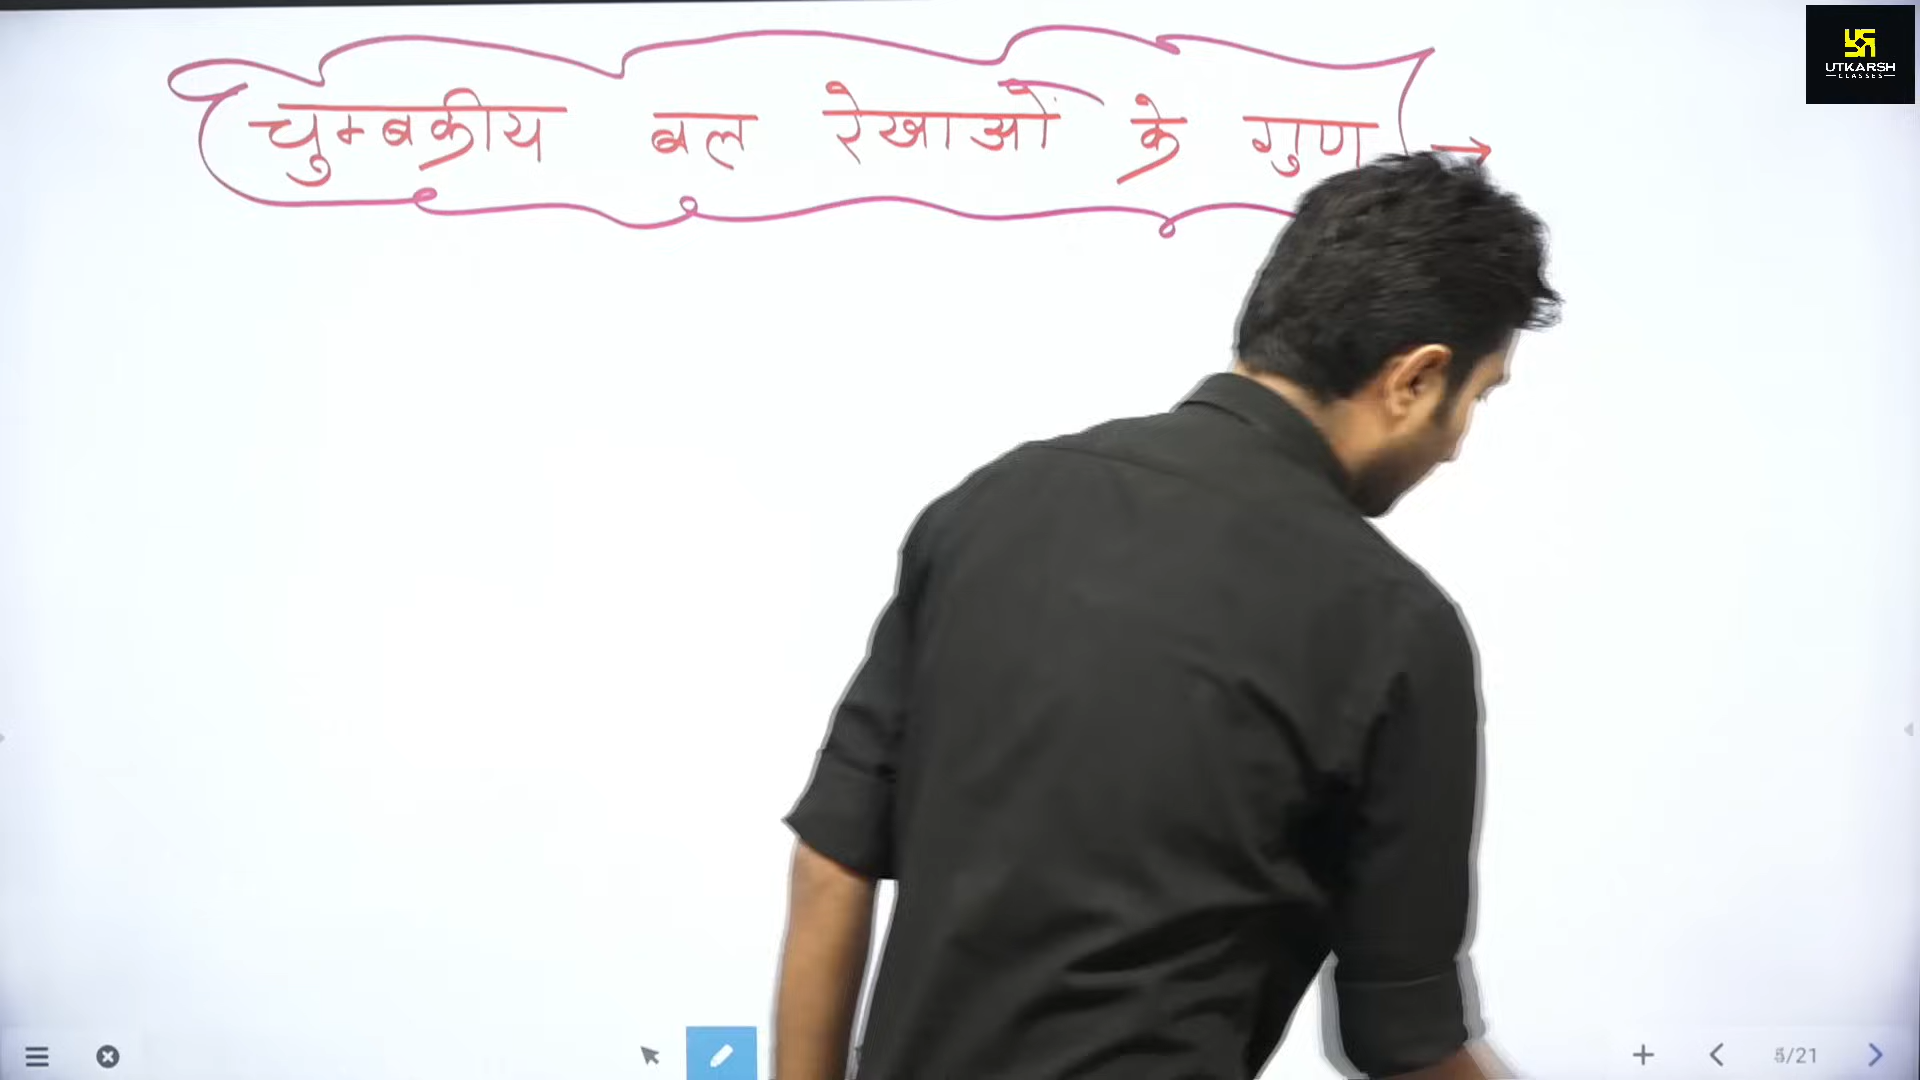 चुम्बकीय बल रेखाओं के गुण →
UTKARSH
CLASSES
5/21